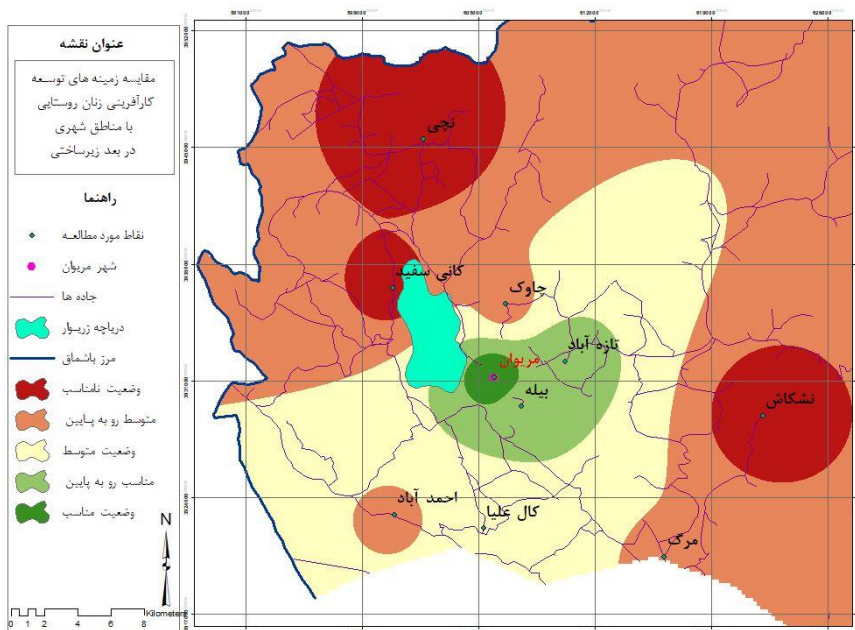 عنوان نقشه
مقایسه زمینه های توسعه
کارآفرینی زنان روستایی
با مناطق شهری
در بعد زیرساختی
راهنما
نقاط مورد مطالعه
شهر مریوان
جاده ها
دریاچه زریوار
مرز باشماق
وضعیت نامناسب
متوسط رو به پایین
وضعیت متوسط
مناسب رو به پایین
وضعیت مناسب
N
Kilometers
0 1 2 4 6 8
نچی
کانی سفید
چاوک
تازه آباد
مریوان
بیله
نشکاش
احمد آباد
کال علیا
مرگ